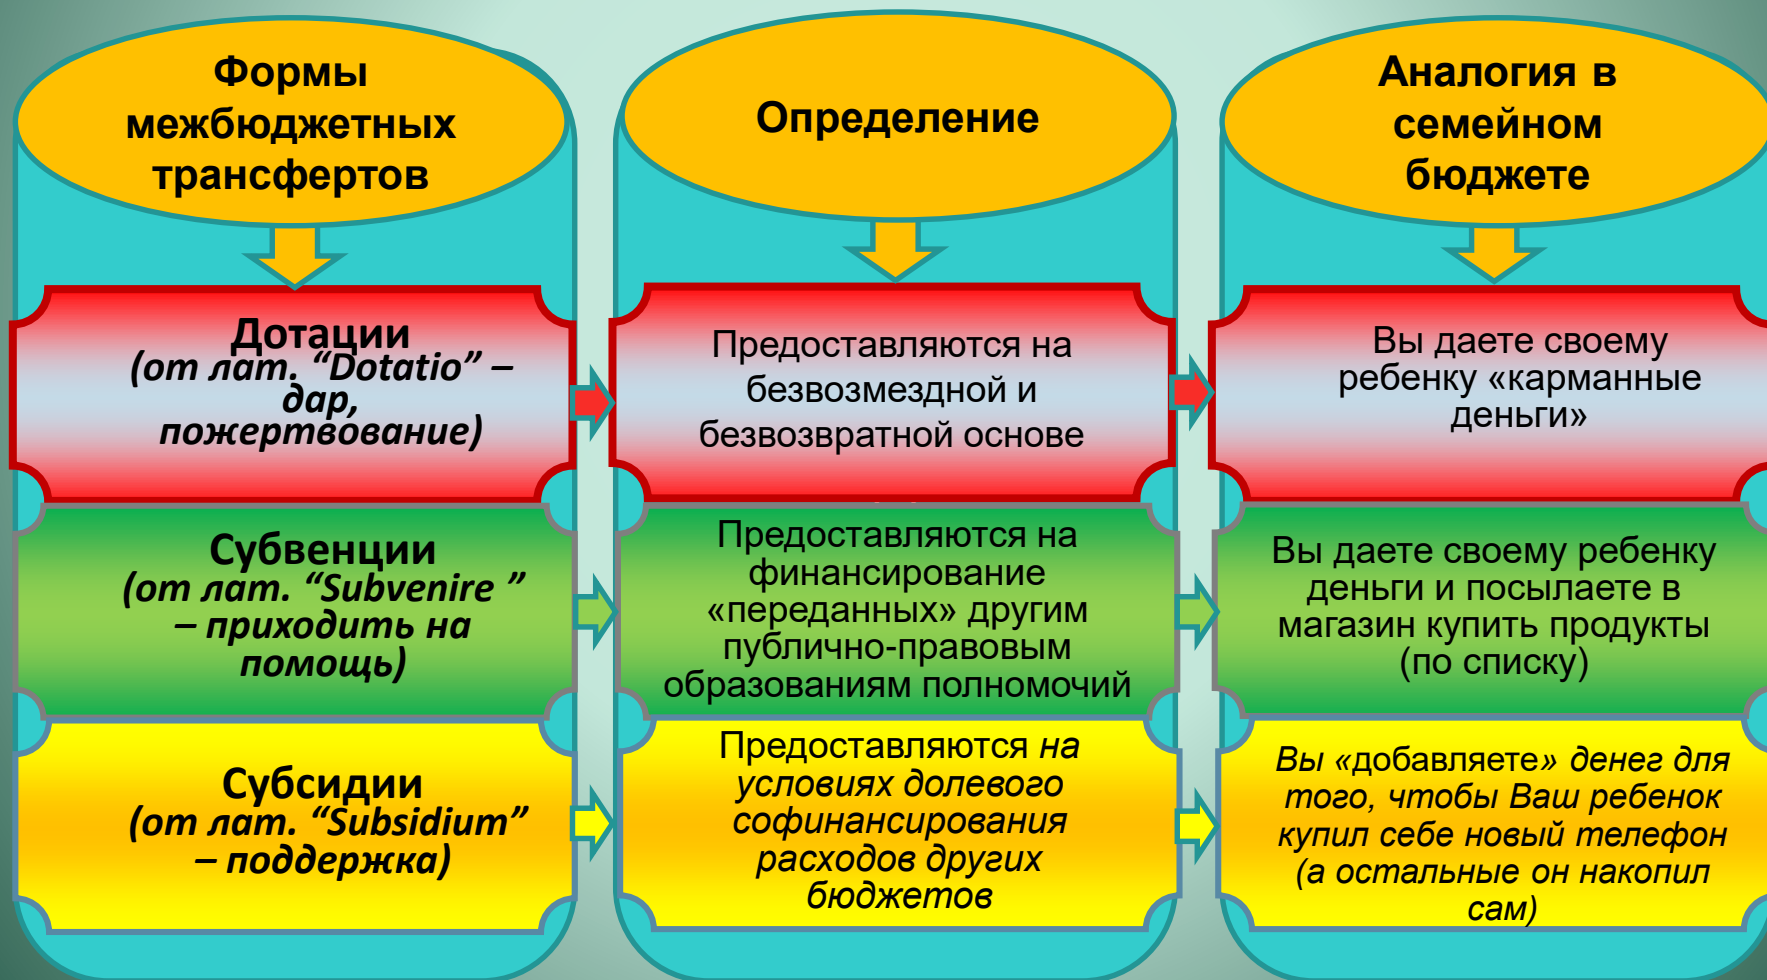 Формы
межбюджетных
трансфертов
Определение
Аналогия в
семейном
бюджете
Дотации
(от лат. “Dotatio” –
дар,
пожертвование)
Предоставляются на
безвозмездной и
безвозвратной основе
Вы даете своему
ребенку «карманные
деньги»
Субвенции
(от лат. “Subvenire ”
– приходить на
помощь)
Предоставляются на
финансирование
«переданных» другим
публично-правовым
образованиям полномочий
Вы даете своему ребенку
деньги и посылаете в
магазин купить продукты
(по списку)
Субсидии
(от лат. “Subsidium”
– поддержка)
Предоставляются на
условиях долевого
софинансирования
расходов других
бюджетов
Вы «добавляете» денег для
того, чтобы Ваш ребенок
купил себе новый телефон
(а остальные он накопил
сам)